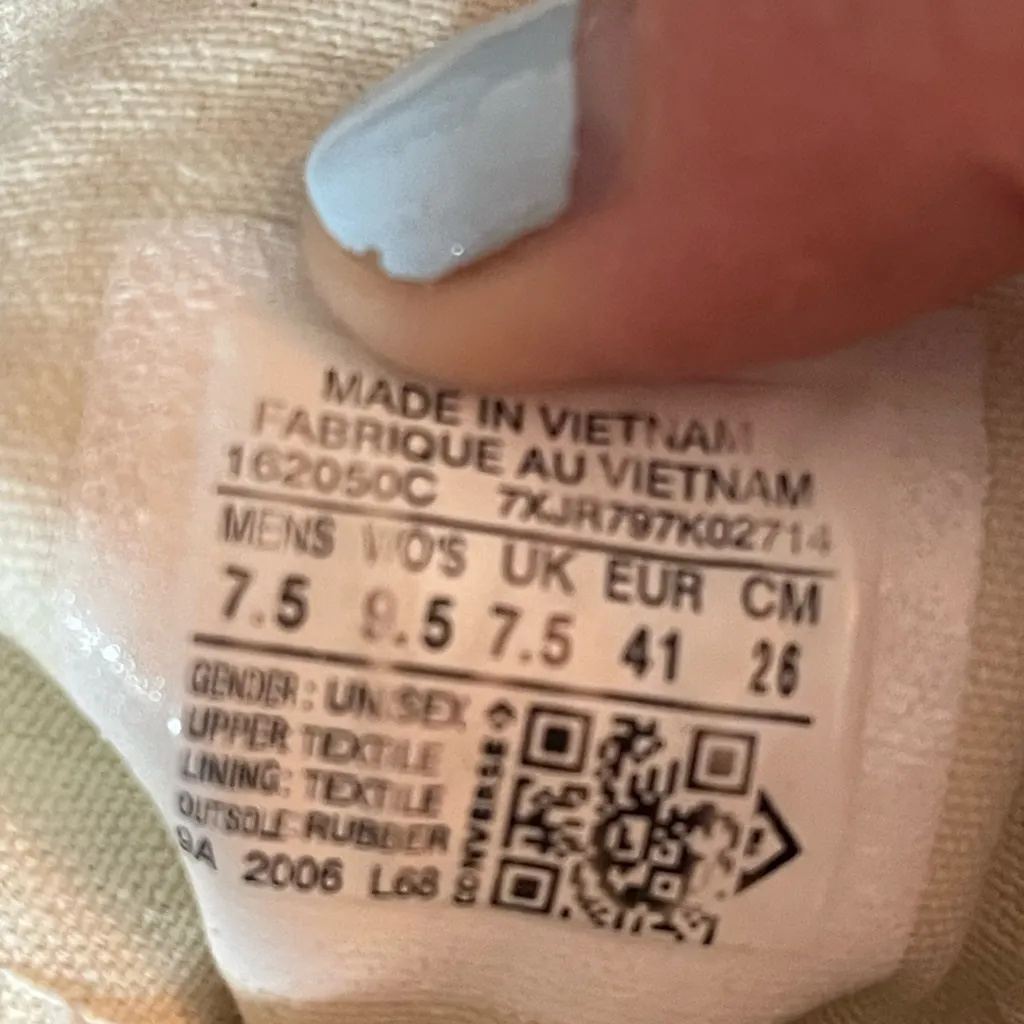 MADE IN VIETNAM
FABRIQUE AU VIETNAM
162050C 7XJR797K02714
MENS WO'S UK EUR CM
7.5 9.5 7.5 41 26
GENDER: UNISEX
UPPER TEXTILE
LINING: TEXTILE
OUTSOLE RUBBER
9A 2006 L68
CONVERSE